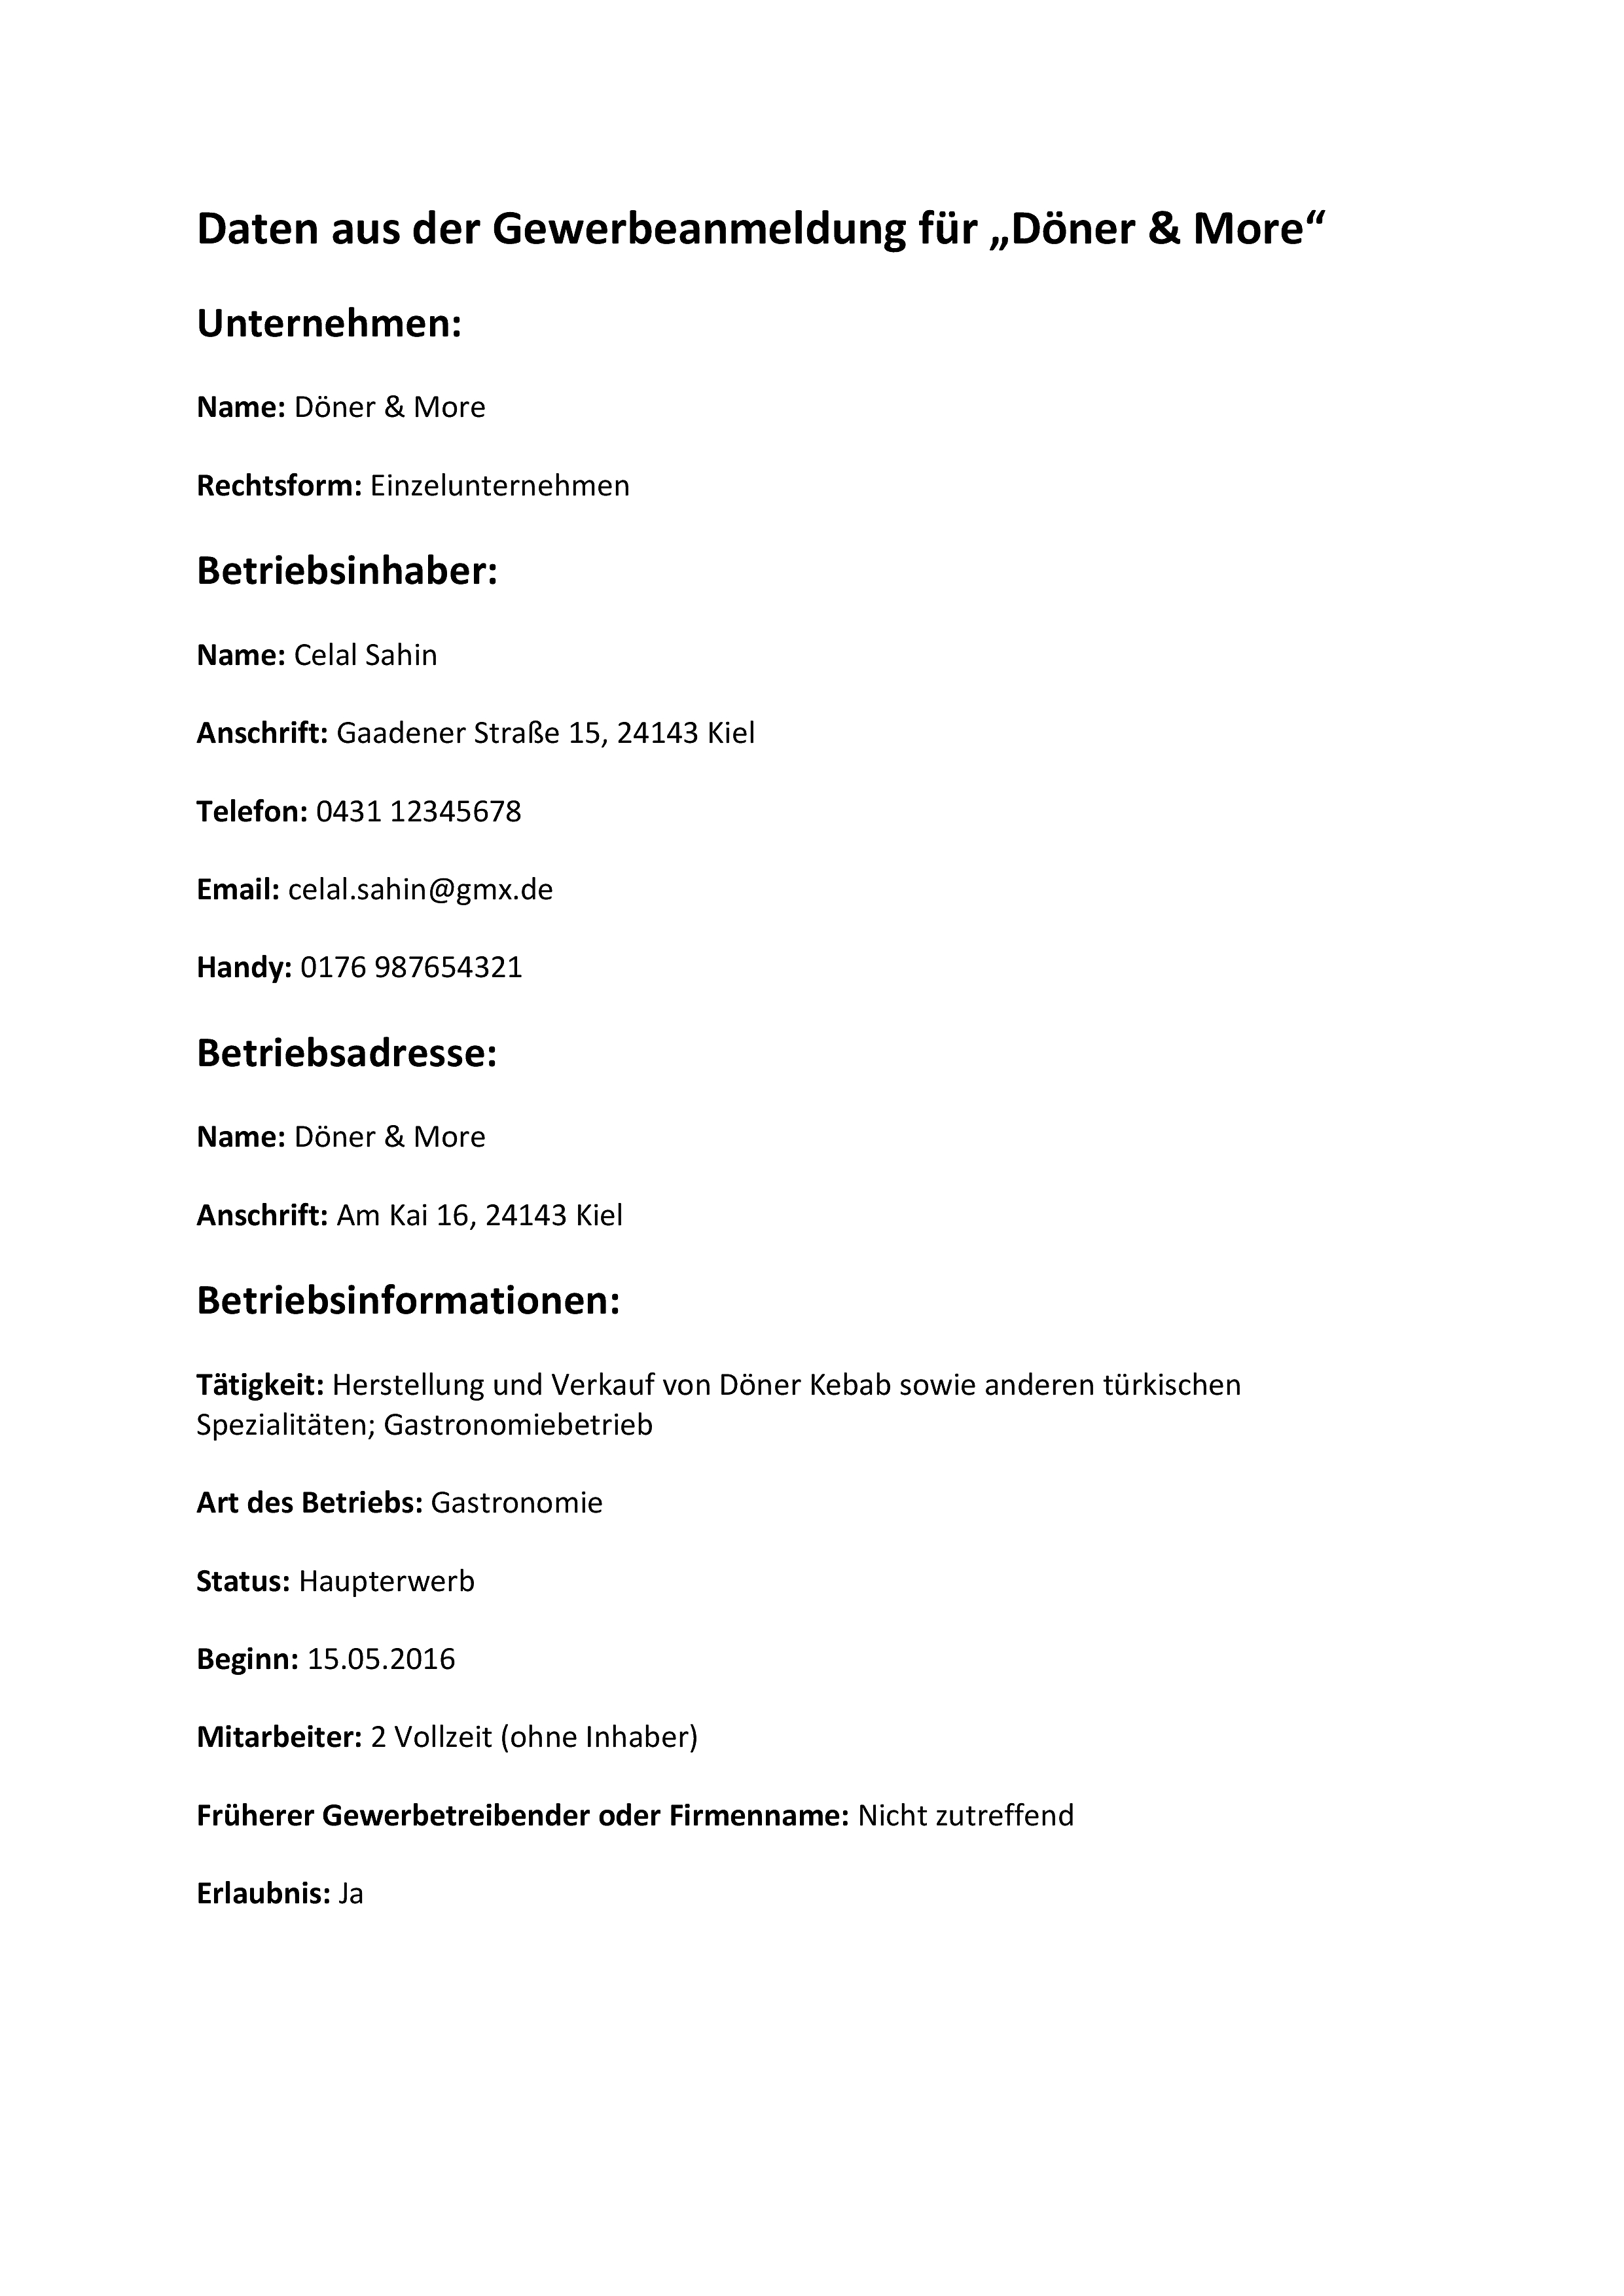 Daten aus der Gewerbeanmeldung für „Döner & More“
Unternehmen:
Name: Döner & More
Rechtsform: Einzelunternehmen
Betriebsinhaber:
Name: Celal Sahin
Anschrift: Gaadener Straße 15, 24143 Kiel
Telefon: 0431 12345678
Email: celal.sahin@gmx.de
Handy: 0176 987654321
Betriebsadresse:
Name: Döner & More
Anschrift: Am Kai 16, 24143 Kiel
Betriebsinformationen:
Tätigkeit: Herstellung und Verkauf von Döner Kebab sowie anderen türkischen
Spezialitäten; Gastronomiebetrieb
Art des Betriebs: Gastronomie
Status: Haupterwerb
Beginn: 15.05.2016
Mitarbeiter: 2 Vollzeit (ohne Inhaber)
Früherer Gewerbetreibender oder Firmenname: Nicht zutreffend
Erlaubnis: Ja